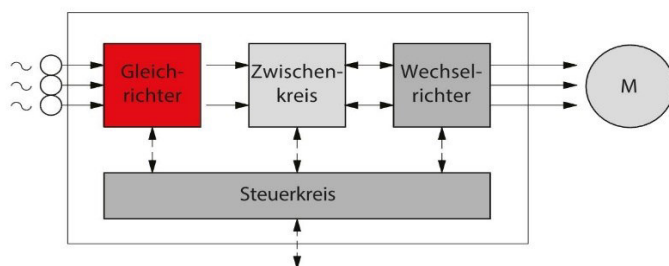 Gleich-
richter
Zwischen-
kreis
Wechsel-
richter
M
Steuerkreis